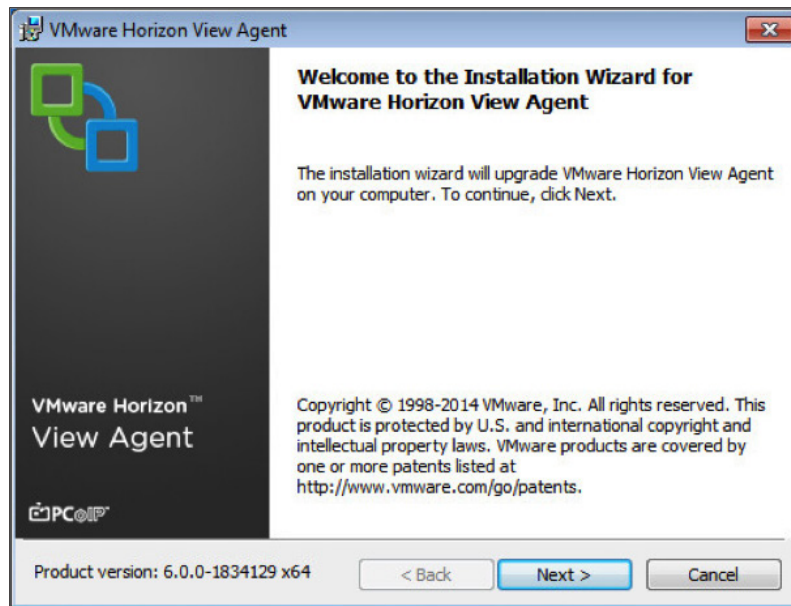 VMware Horizon View Agent
Welcome to the Installation Wizard for
VMware Horizon View Agent
The installation wizard will upgrade VMware Horizon View Agent
on your computer. To continue, click Next.
VMware Horizon™
View Agent
Copyright © 1998-2014 VMware, Inc. All rights reserved. This
product is protected by U.S. and international copyright and
intellectual property laws. VMware products are covered by
one or more patents listed at
http://www.vmware.com/go/patents.
PCoIP
Product version: 6.0.0-1834129 x64
< Back
Next >
Cancel